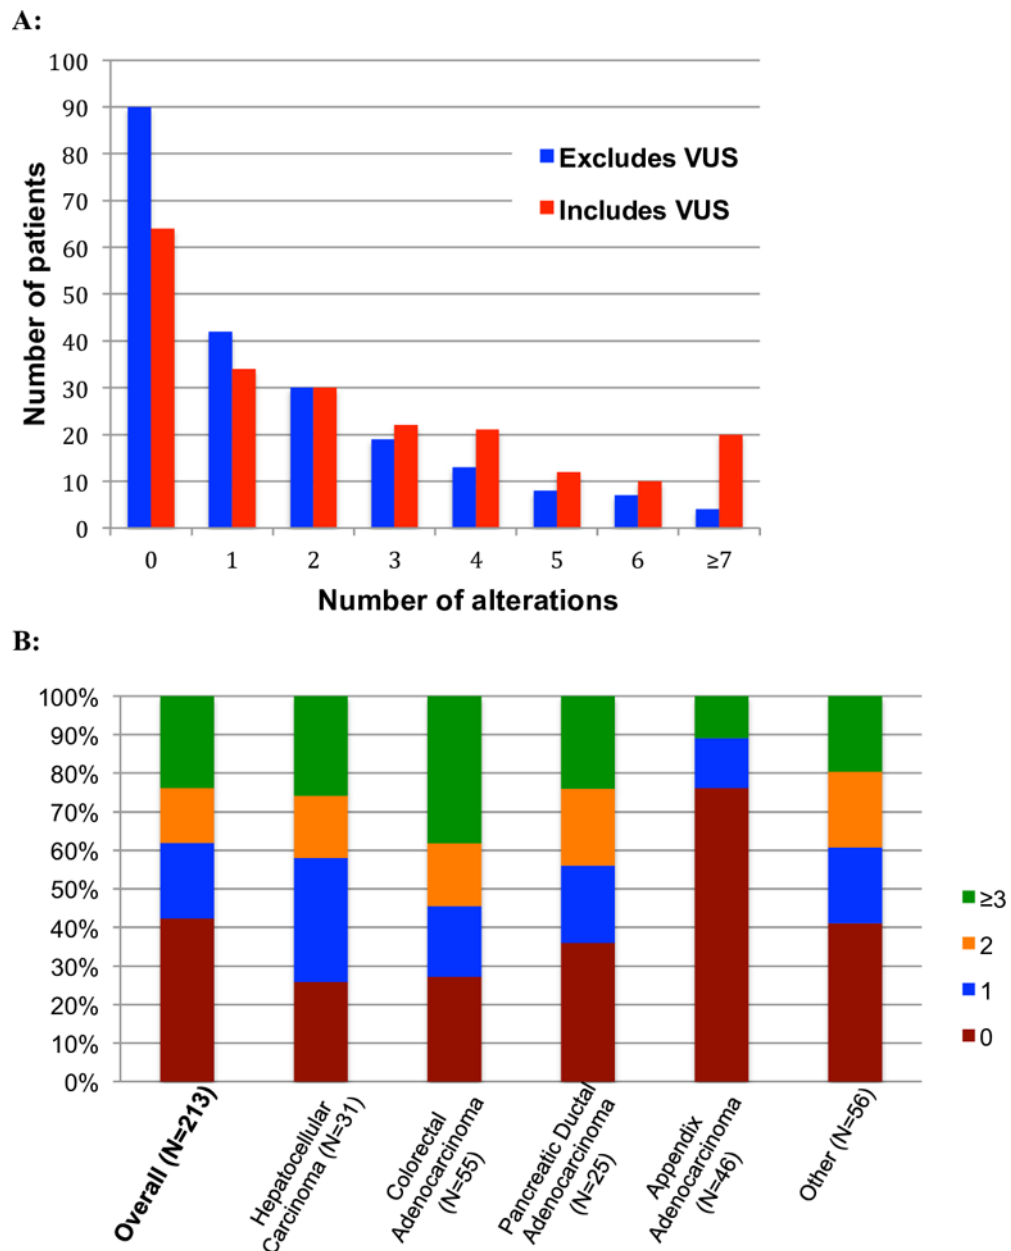 A:
100
90
80
70
60
50
40
30
20
10
0
Number of patients
Excludes VUS
Includes VUS
0 1 2 3 4 5 6 ≥7
Number of alterations
B:
100%
90%
80%
70%
60%
50%
40%
30%
20%
10%
0%
≥3
2
1
0
Overall (N=213)
Hepatocellular
Carcinoma (N=31)
Colorectal
Adenocarcinoma
(N=55)
Pancreatic Ductal
Adenocarcinoma
(N=25)
Appendix
Adenocarcinoma
(N=46)
Other (N=56)